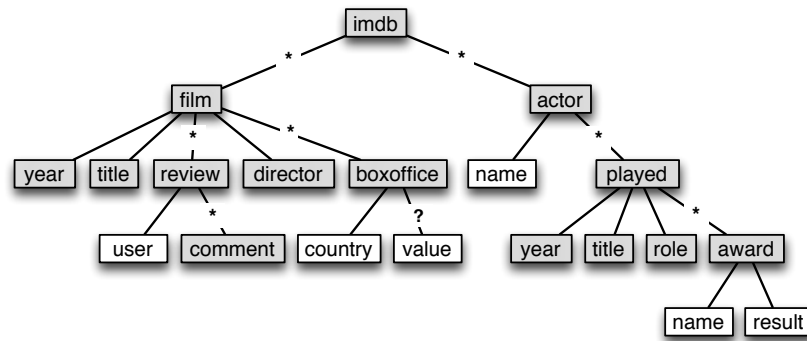 imdb
* *
film actor
* * *
year title review director boxoffice name played
* ? *
user comment country value year title role award
name result